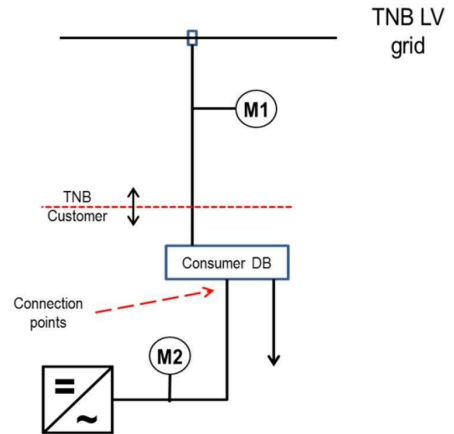 TNB LV
grid
M1
TNB
Customer
Consumer DB
Connection
points
M2
=
~